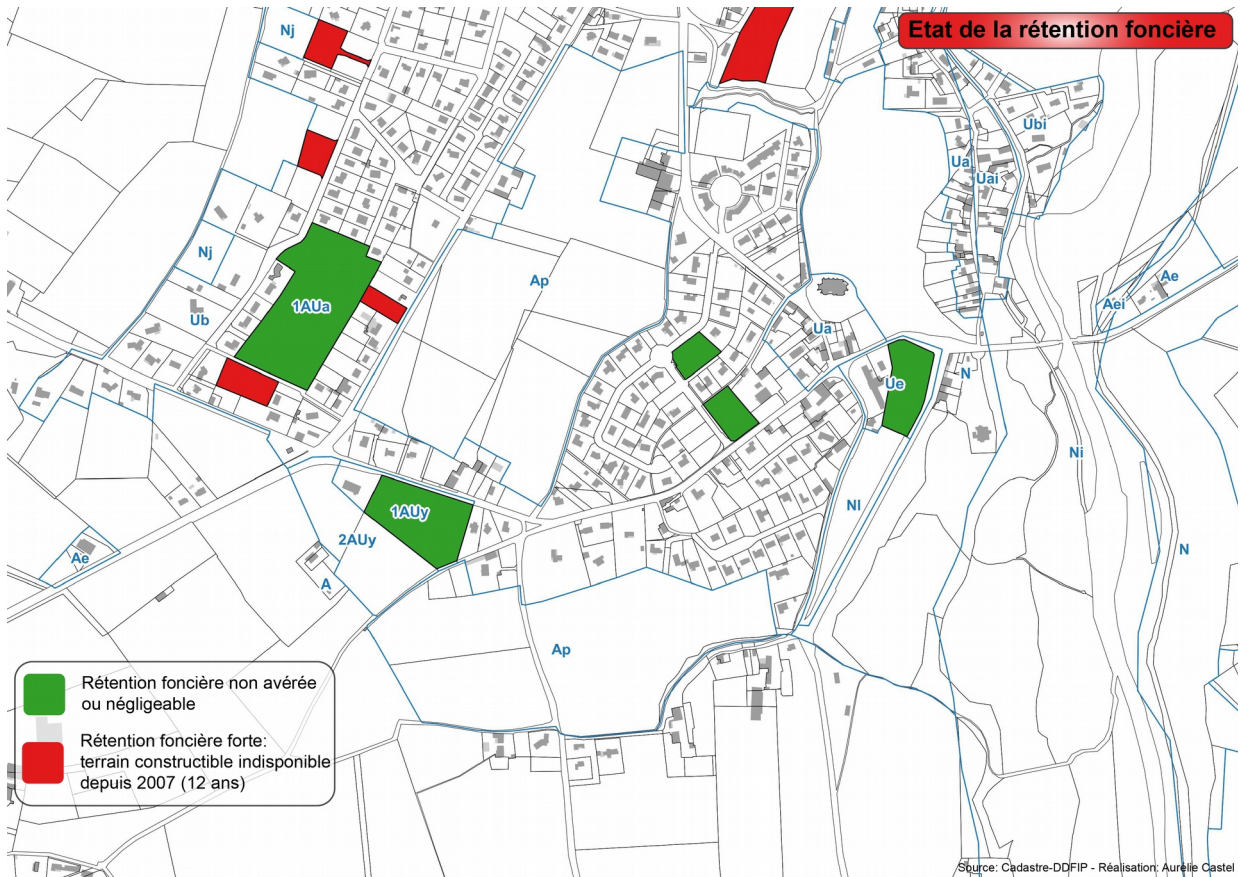 Etat de la rétention foncière
Nj
Ubi
Ua
Uai
Nj
Ap
Ae
Aei
1AUa
Ub
Ua
Ue
N
Ni
1AUy
Nl
2AUy
Ae
A
N
Ap
Rétention foncière non avérée
ou négligeable
Rétention foncière forte:
terrain constructible indisponible
depuis 2007 (12 ans)
Source: Cadastre-DDFIP - Réalisation: Aurélie Castel